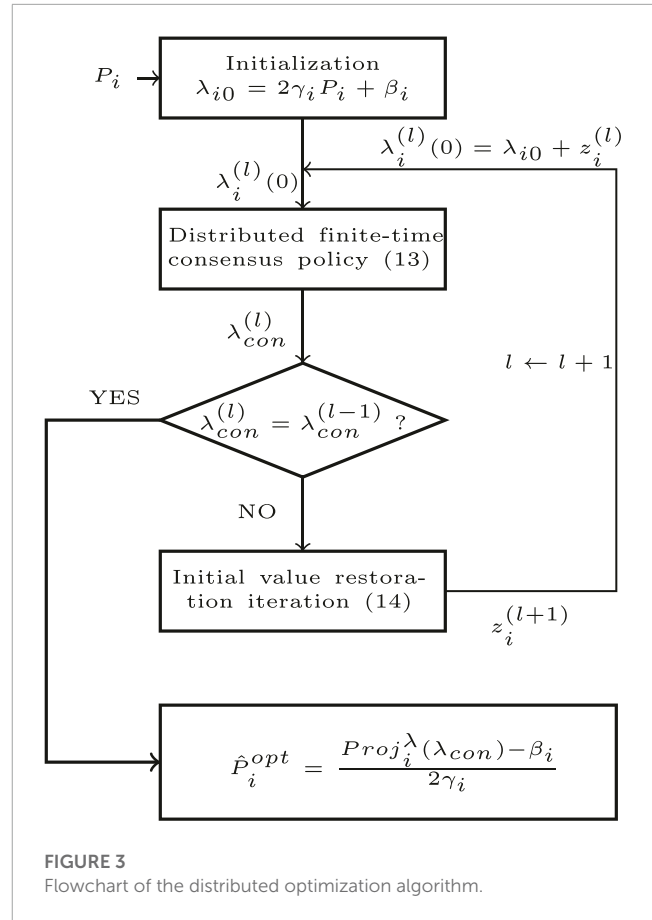 Initialization
P_i
λ_{i0} = 2γ_i P_i + β_i
λ_i^{(l)}(0) = λ_{i0} + z_i^{(l)}
λ_i^{(l)}(0)
Distributed finite-time
consensus policy (13)
λ_{con}^{(l)}
l ← l + 1
YES
λ_{con}^{(l)} = λ_{con}^{(l−1)} ?
NO
Initial value restora-
tion iteration (14)
z_i^{(l+1)}
P̂_i^{opt} = \frac{Proj_i^λ(λ_{con})−β_i}{2γ_i}
FIGURE 3
Flowchart of the distributed optimization algorithm.